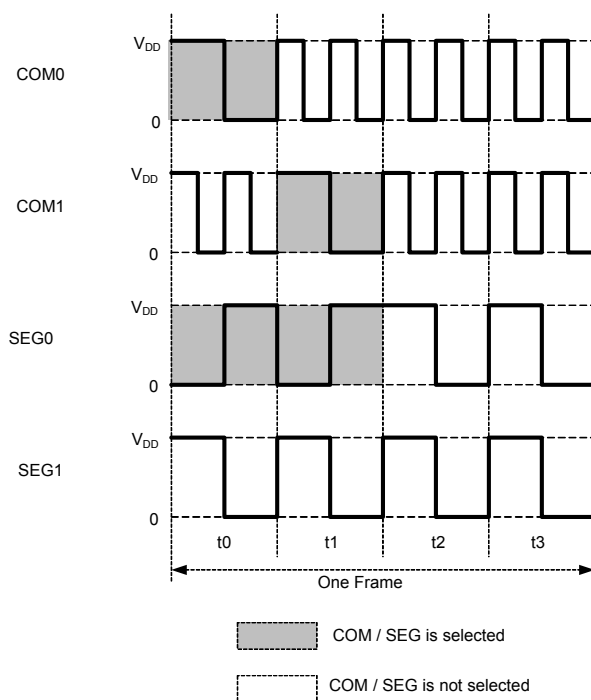 V_DD
COM0
0
V_DD
COM1
0
V_DD
SEG0
0
V_DD
SEG1
0
t0 t1 t2 t3
One Frame
COM / SEG is selected
COM / SEG is not selected